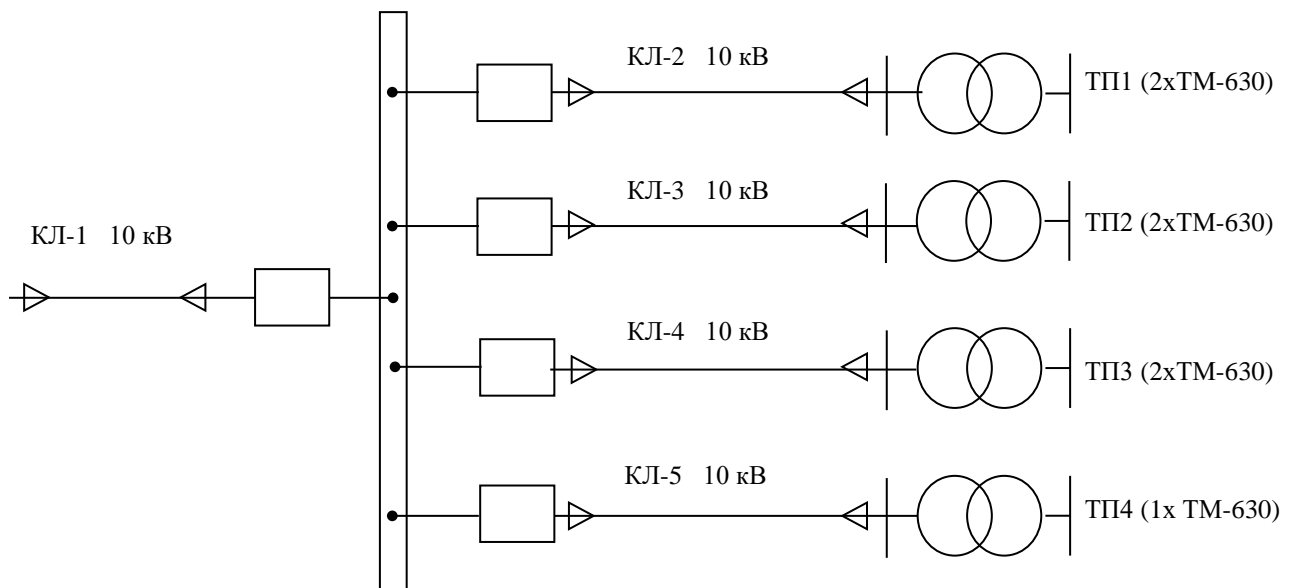 КЛ-2 10 кВ
ТП1 (2хТМ-630)
КЛ-3 10 кВ
ТП2 (2хТМ-630)
КЛ-1 10 кВ
КЛ-4 10 кВ
ТП3 (2хТМ-630)
КЛ-5 10 кВ
ТП4 (1х ТМ-630)